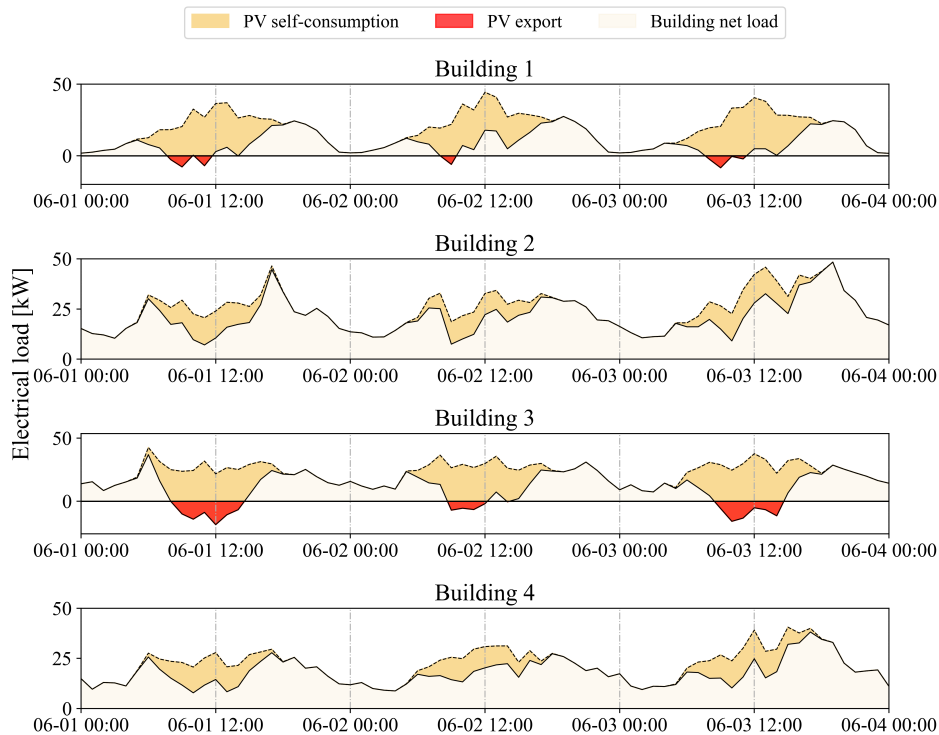 PV self-consumption PV export Building net load
Building 1
50
0
06-01 00:00 06-01 12:00 06-02 00:00 06-02 12:00 06-03 00:00 06-03 12:00 06-04 00:00
Building 2
50
25
0
06-01 00:00 06-01 12:00 06-02 00:00 06-02 12:00 06-03 00:00 06-03 12:00 06-04 00:00
Electrical load [kW]
Building 3
50
0
06-01 00:00 06-01 12:00 06-02 00:00 06-02 12:00 06-03 00:00 06-03 12:00 06-04 00:00
Building 4
50
25
0
06-01 00:00 06-01 12:00 06-02 00:00 06-02 12:00 06-03 00:00 06-03 12:00 06-04 00:00